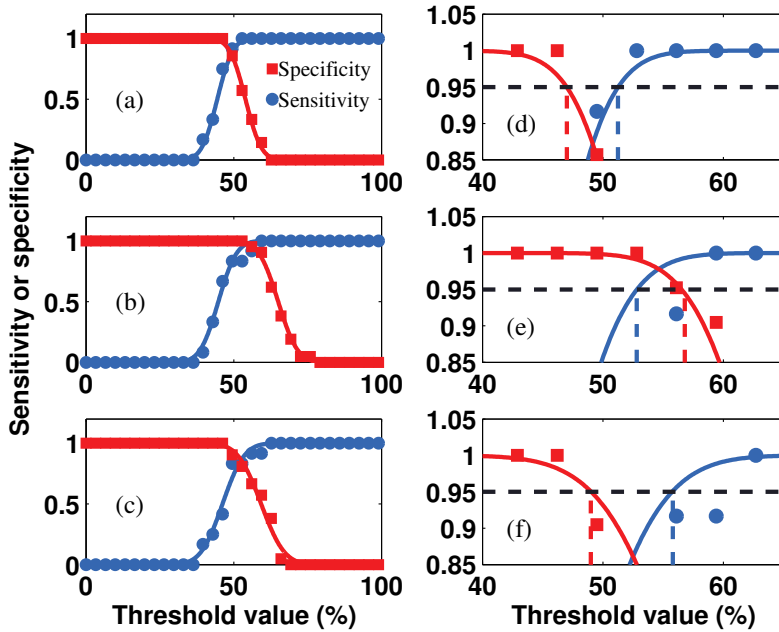 Sensitivity or specificity
1
0.5
0
0 50 100
(a)
Specificity
Sensitivity
1.05
1
0.95
0.9
0.85
40 50 60
(d)
1
0.5
0
0 50 100
(b)
1.05
1
0.95
0.9
0.85
40 50 60
(e)
1
0.5
0
0 50 100
(c)
Threshold value (%)
1.05
1
0.95
0.9
0.85
40 50 60
(f)
Threshold value (%)